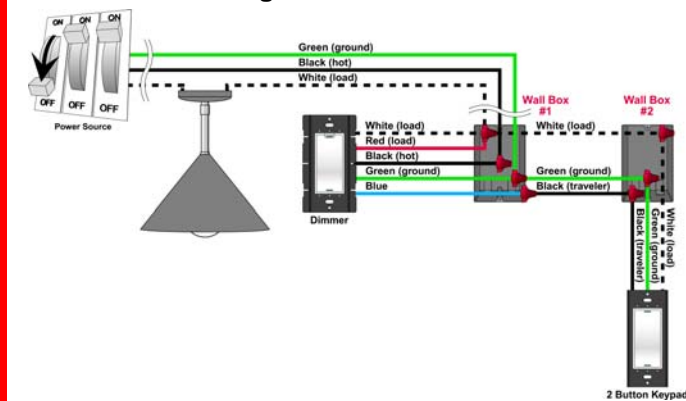 ON ON ON
OFF OFF OFF
Power Source
Green (ground)
Black (hot)
White (load)
Wall Box
#1
Wall Box
#2
White (load)
Red (load)
Black (hot)
Green (ground)
Blue
Dimmer
White (load)
Green (ground)
Black (traveler)
Black (traveler)
Green (ground)
White (load)
2 Button Keypad